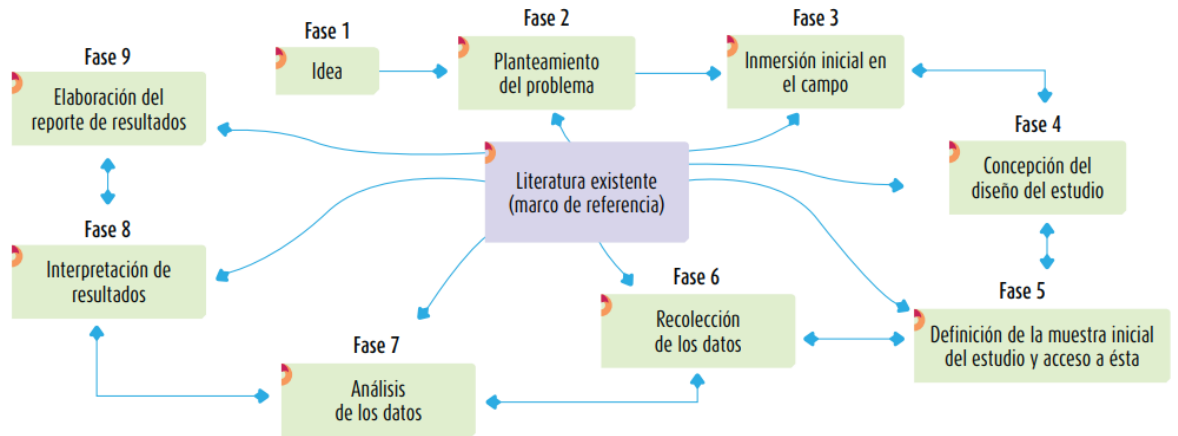 Fase 1
Idea
Fase 2
Planteamiento
del problema
Fase 3
Inmersión inicial en
el campo
Fase 4
Concepción del
diseño del estudio
Fase 5
Definición de la muestra inicial
del estudio y acceso a ésta
Fase 6
Recolección
de los datos
Fase 7
Análisis
de los datos
Fase 8
Interpretación de
resultados
Fase 9
Elaboración del
reporte de resultados
Literatura existente
(marco de referencia)